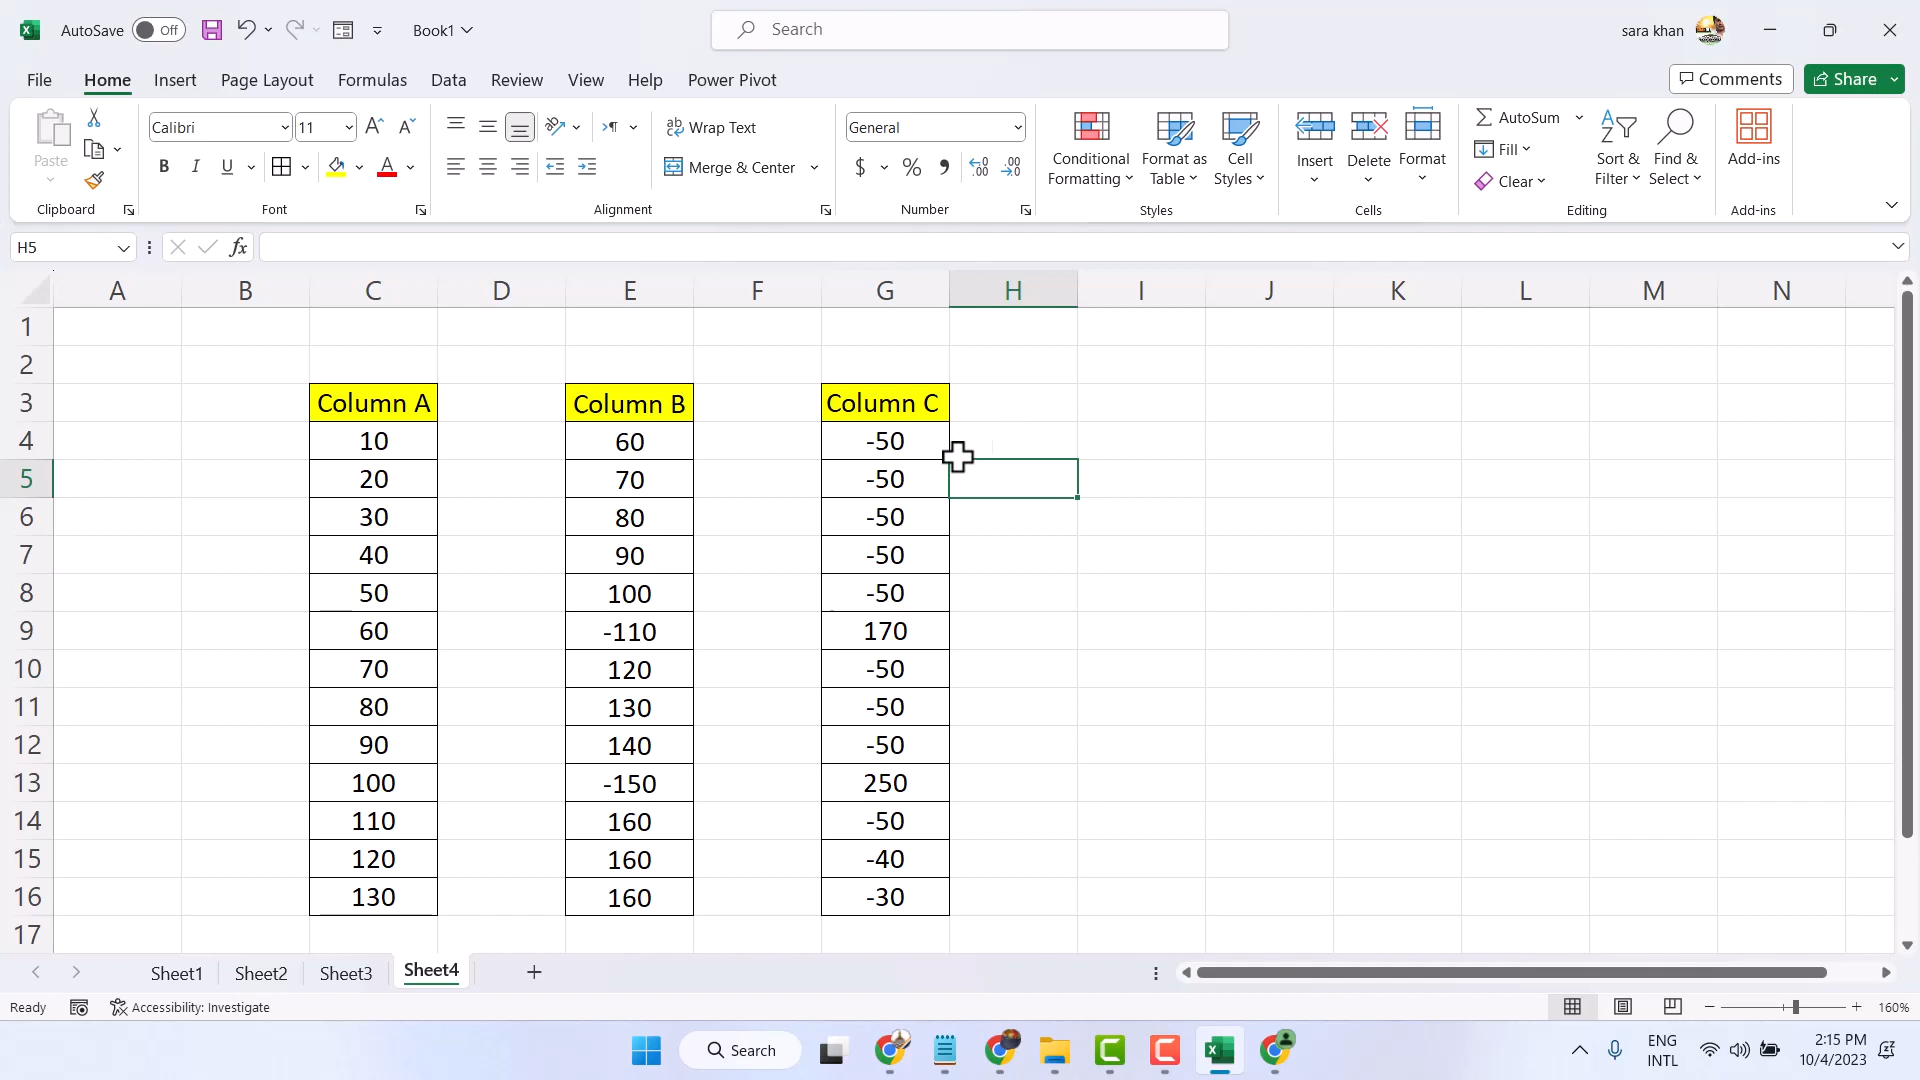 AutoSave Off Book1 Search sara khan
File Home Insert Page Layout Formulas Data Review View Help Power Pivot Comments Share
Paste Calibri 11 Wrap Text General Conditional Formatting Format as Table Cell Styles Insert Delete Format AutoSum Fill Clear Sort & Filter Find & Select Add-ins
B I U Merge & Center $ %
Clipboard Font Alignment Number Styles Cells Editing Add-ins
H5 fx
A B C D E F G H I J K L M N
1
2
3 Column A Column B Column C
4 10 60 -50
5 20 70 -50
6 30 80 -50
7 40 90 -50
8 50 100 -50
9 60 -110 170
10 70 120 -50
11 80 130 -50
12 90 140 -50
13 100 -150 250
14 110 160 -50
15 120 160 -40
16 130 160 -30
17
Sheet1 Sheet2 Sheet3 Sheet4
Ready Accessibility: Investigate 160%
Search ENG 2:15 PM
INTL 10/4/2023